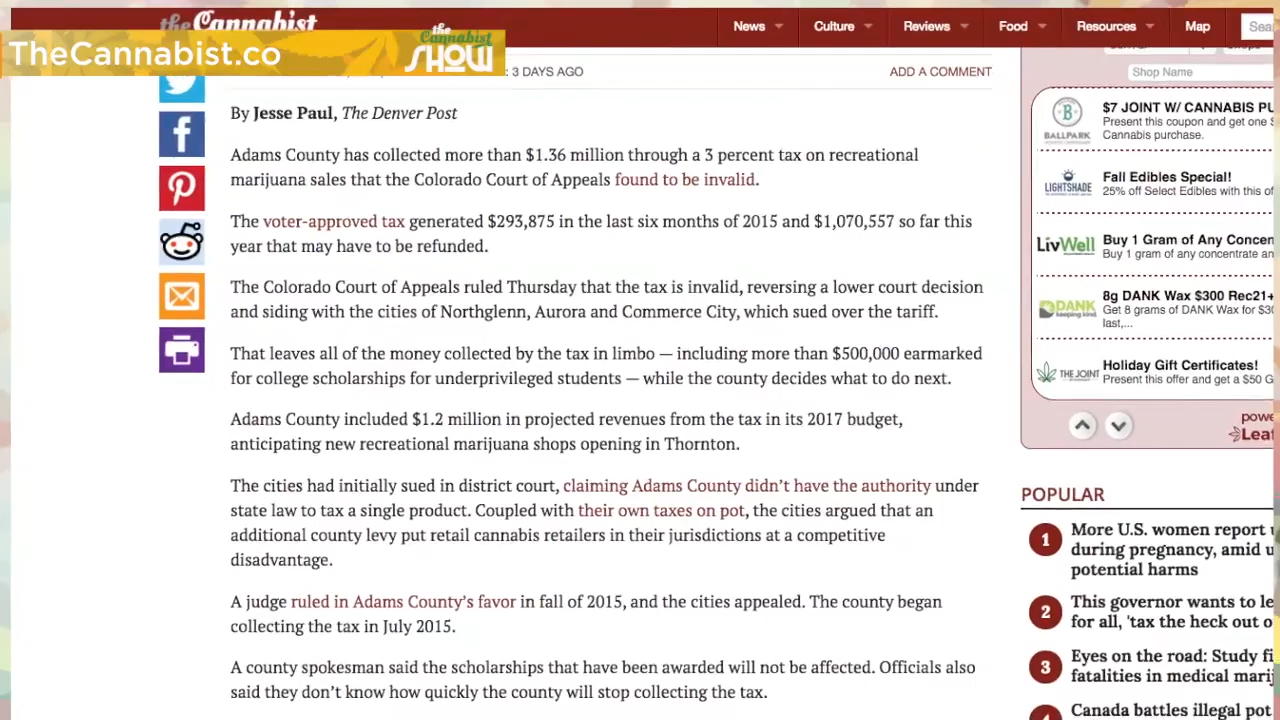 the Cannabist
News
Culture
Reviews
Food
Resources
Map
TheCannabist.co
the
Cannabist
SHOW
: 3 DAYS AGO
ADD A COMMENT
By Jesse Paul, The Denver Post
Adams County has collected more than $1.36 million through a 3 percent tax on recreational
marijuana sales that the Colorado Court of Appeals found to be invalid.
The voter-approved tax generated $293,875 in the last six months of 2015 and $1,070,557 so far this
year that may have to be refunded.
The Colorado Court of Appeals ruled Thursday that the tax is invalid, reversing a lower court decision
and siding with the cities of Northglenn, Aurora and Commerce City, which sued over the tariff.
That leaves all of the money collected by the tax in limbo — including more than $500,000 earmarked
for college scholarships for underprivileged students — while the county decides what to do next.
Adams County included $1.2 million in projected revenues from the tax in its 2017 budget,
anticipating new recreational marijuana shops opening in Thornton.
The cities had initially sued in district court, claiming Adams County didn't have the authority under
state law to tax a single product. Coupled with their own taxes on pot, the cities argued that an
additional county levy put retail cannabis retailers in their jurisdictions at a competitive
disadvantage.
A judge ruled in Adams County's favor in fall of 2015, and the cities appealed. The county began
collecting the tax in July 2015.
A county spokesman said the scholarships that have been awarded will not be affected. Officials also
said they don't know how quickly the county will stop collecting the tax.
Shop Name
BALLPARK
$7 JOINT W/ CANNABIS PU
Present this coupon and get one
Cannabis purchase.
LIGHTSHADE
Fall Edibles Special!
25% off Select Edibles with this of
LivWell
Buy 1 Gram of Any Concen
Buy 1 gram of any concentrate an
DANK
8g DANK Wax $300 Rec21+
Get 8 grams of DANK Wax for $30
last,...
THE JOINT
Holiday Gift Certificates!
Present this offer and get a $50 G
powe
Leaf
POPULAR
1
More U.S. women report
during pregnancy, amid
potential harms
2
This governor wants to le
for all, 'tax the heck out o
3
Eyes on the road: Study fi
fatalities in medical marij
Canada battles illegal pot